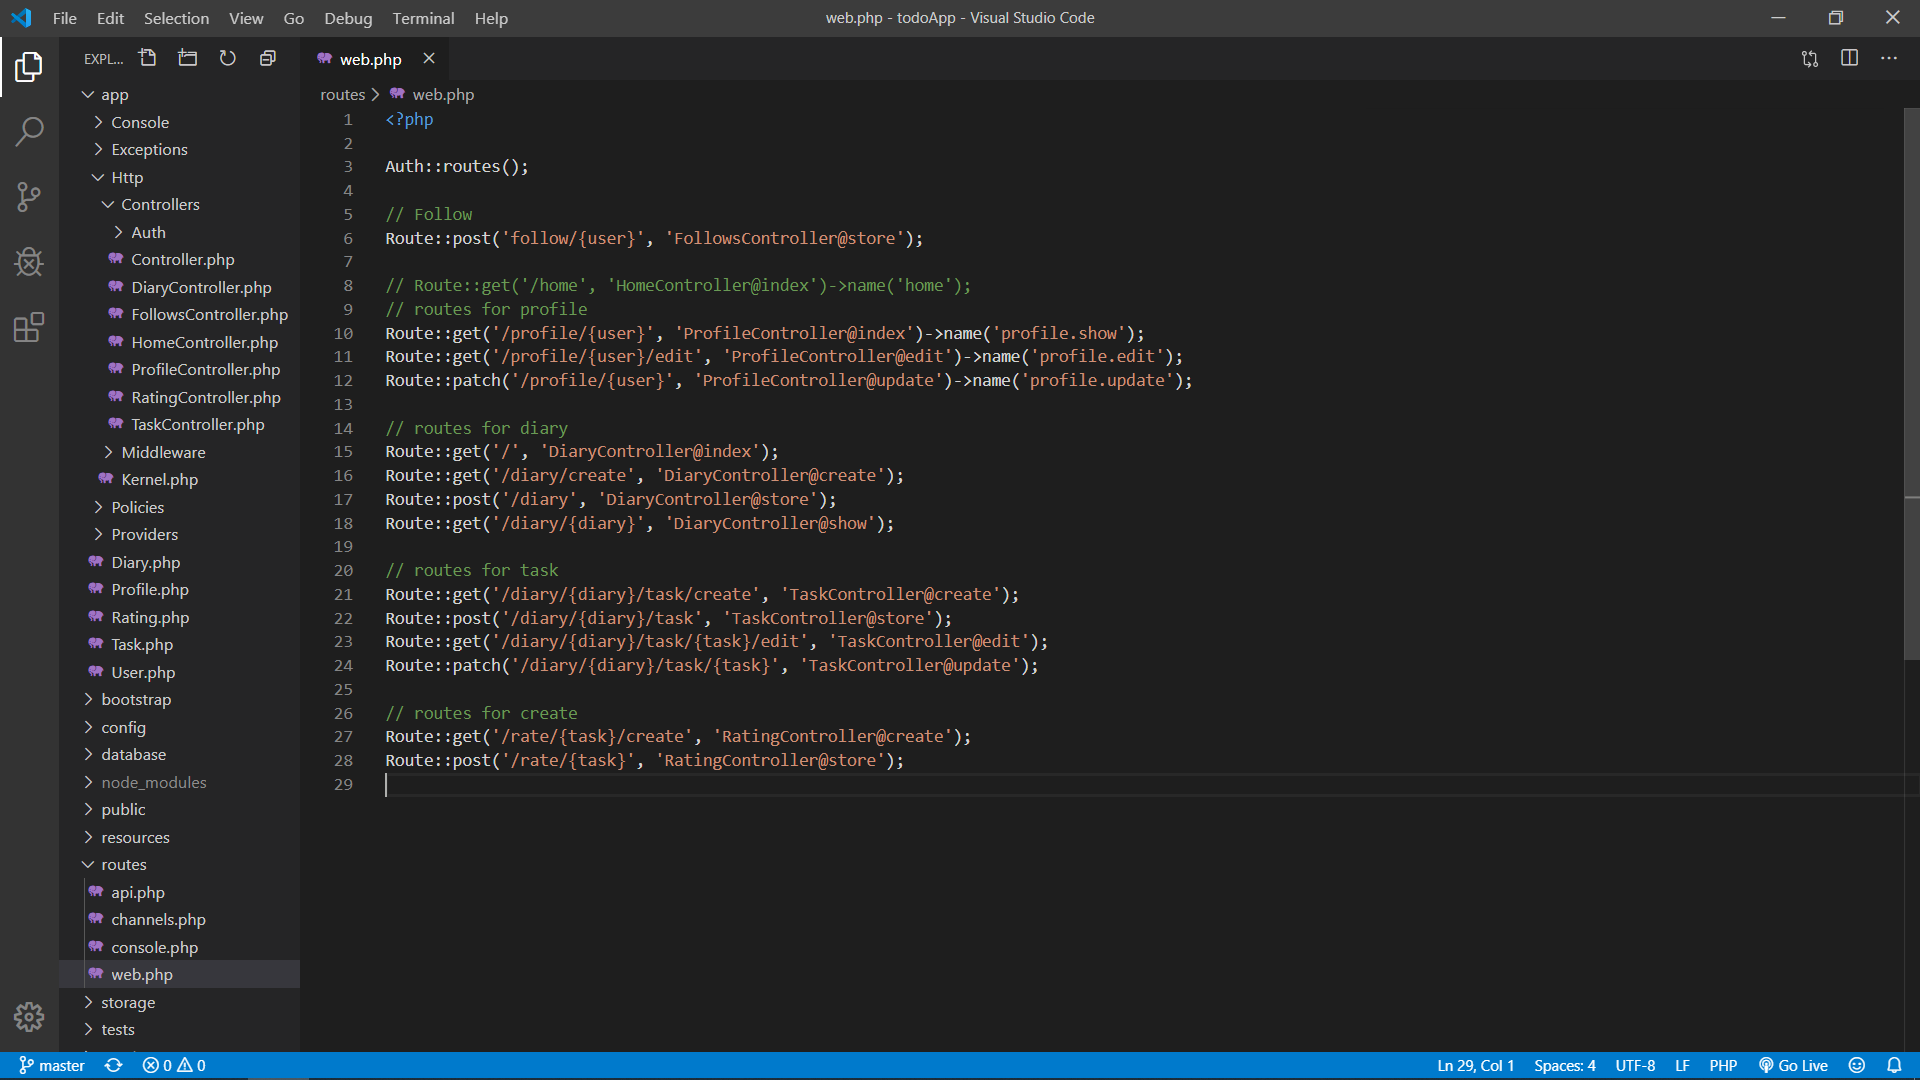 File Edit Selection View Go Debug Terminal Help
web.php - todoApp - Visual Studio Code
EXPL...
app
Console
Exceptions
Http
Controllers
Auth
Controller.php
DiaryController.php
FollowsController.php
HomeController.php
ProfileController.php
RatingController.php
TaskController.php
Middleware
Kernel.php
Policies
Providers
Diary.php
Profile.php
Rating.php
Task.php
User.php
bootstrap
config
database
node_modules
public
resources
routes
api.php
channels.php
console.php
web.php
storage
tests
web.php
routes > web.php
1 <?php
2
3 Auth::routes();
4
5 // Follow
6 Route::post('follow/{user}', 'FollowsController@store');
7
8 // Route::get('/home', 'HomeController@index')->name('home');
9 // routes for profile
10 Route::get('/profile/{user}', 'ProfileController@index')->name('profile.show');
11 Route::get('/profile/{user}/edit', 'ProfileController@edit')->name('profile.edit');
12 Route::patch('/profile/{user}', 'ProfileController@update')->name('profile.update');
13
14 // routes for diary
15 Route::get('/', 'DiaryController@index');
16 Route::get('/diary/create', 'DiaryController@create');
17 Route::post('/diary', 'DiaryController@store');
18 Route::get('/diary/{diary}', 'DiaryController@show');
19
20 // routes for task
21 Route::get('/diary/{diary}/task/create', 'TaskController@create');
22 Route::post('/diary/{diary}/task', 'TaskController@store');
23 Route::get('/diary/{diary}/task/{task}/edit', 'TaskController@edit');
24 Route::patch('/diary/{diary}/task/{task}', 'TaskController@update');
25
26 // routes for create
27 Route::get('/rate/{task}/create', 'RatingController@create');
28 Route::post('/rate/{task}', 'RatingController@store');
29
master 0 0 Ln 29, Col 1 Spaces: 4 UTF-8 LF PHP Go Live